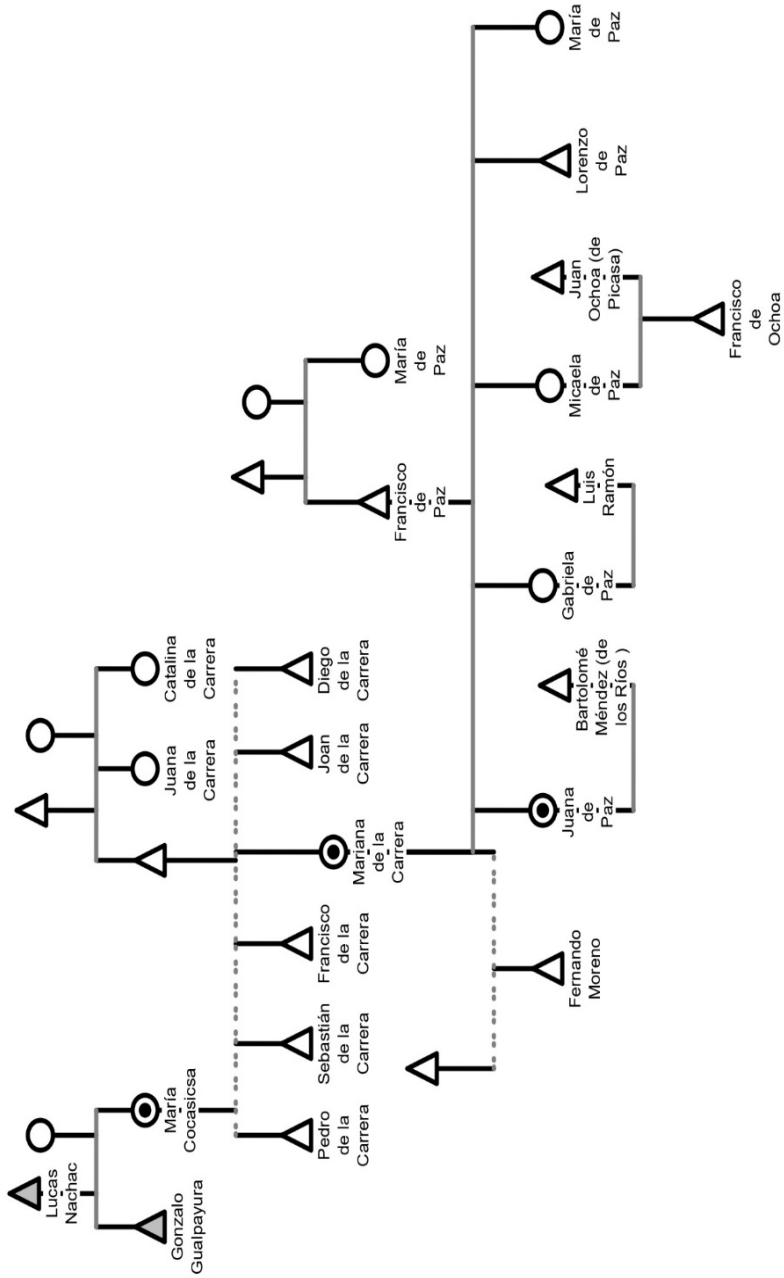 Lucas
Nachac
Gonzalo
Gualpayura
María
Cocasicsa
Juana
de la
Carrera
Catalina
de la
Carrera
Pedro
de la
Carrera
Sebastián
de la
Carrera
Francisco
de la
Carrera
Joan
de la
Carrera
Diego
de la
Carrera
Mariana
de la
Carrera
Francisco
de
Paz
María
de
Paz
Fernando
Moreno
Juana
de
Paz
Bartolomé
Méndez (de
los Ríos )
Gabriela
de
Paz
Luis
Ramón
Micaela
de
Paz
Juan
Ochoa (de
Picasa)
Lorenzo
de
Paz
María
de
Paz
Francisco
de
Ochoa